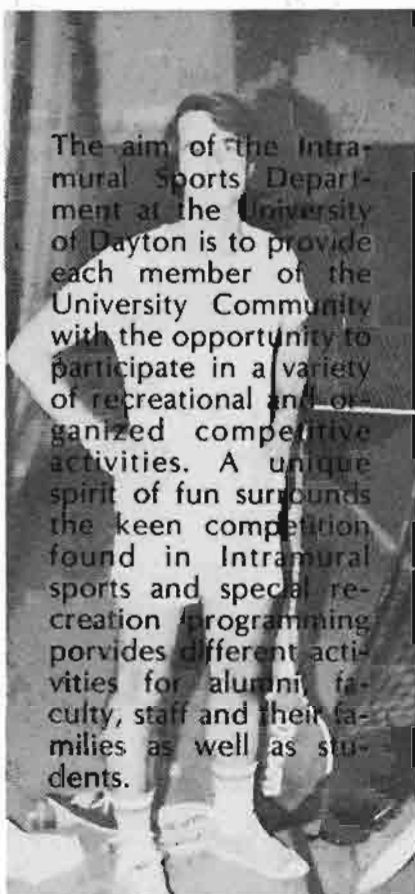 The aim of the Intra-
mural Sports Depart-
ment at the University
of Dayton is to provide
each member of the
University Community
with the opportunity to
participate in a variety
of recreational and or-
ganized competitive
activities. A unique
spirit of fun surrounds
the keen competition
found in Intramural
sports and special re-
creation programming
porvides different acti-
vities for alumni, fa-
culty, staff and their fa-
milies as well as stu-
dents.